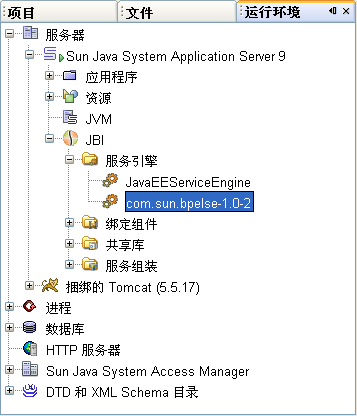 项目 文件 运行环境
服务器
Sun Java System Application Server 9
应用程序
资源
JVM
JBI
服务引擎
JavaEEServiceEngine
com.sun.bpelse-1.0-2
绑定组件
共享库
服务组装
捆绑的 Tomcat (5.5.17)
进程
数据库
HTTP 服务器
Sun Java System Access Manager
DTD 和 XML Schema 目录